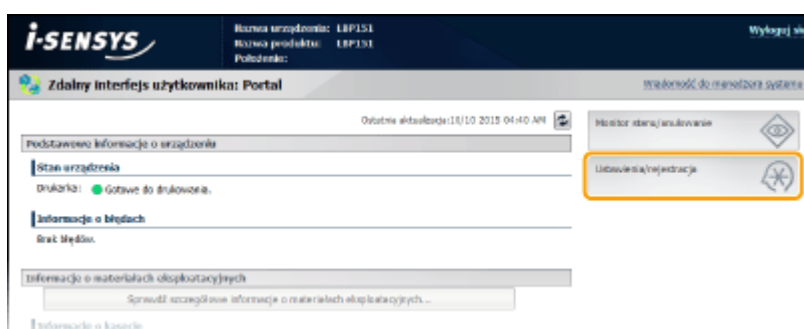 i-SENSYS
Nazwa urządzenia: LBP151
Nazwa produktu: LBP151
Położenie:
Wyloguj się
Zdalny interfejs użytkownika: Portal
Wiadomość do menedżera systemu
Ostatnia aktualizacja:10/10 2015 04:40 AM
Podstawowe informacje o urządzeniu
Monitor stanu/anulowanie
Stan urządzenia
Ustawienia/rejestracja
Drukarka: Gotowe do drukowania.
Informacje o błędach
Brak błędów.
Informacje o materiałach eksploatacyjnych
Sprawdź szczegółowe informacje o materiałach eksploatacyjnych...
Informacje o kasecie